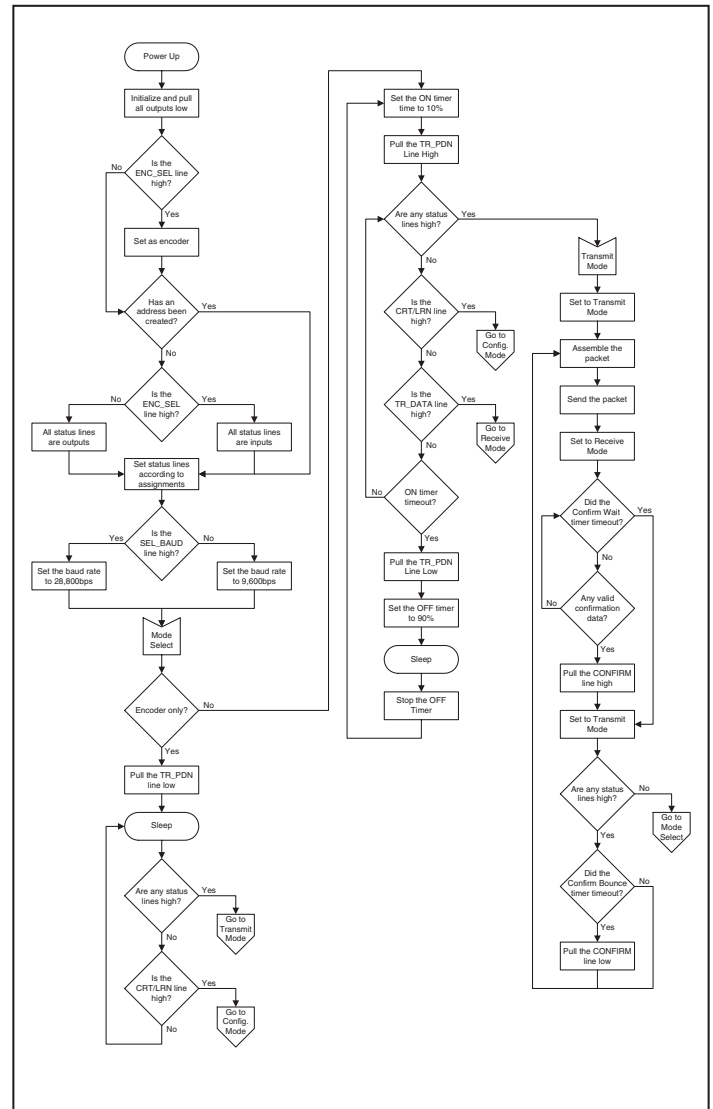 Power Up
Initialize and pull
all outputs low
Is the
ENC_SEL line
high?
No
Yes
Set as encoder
Has an
address been
created?
Yes
No
Is the
ENC_SEL
line high?
No
Yes
All status lines
are outputs
All status lines
are inputs
Set status lines
according to
assignments
Is the
SEL_BAUD
line high?
Yes
No
Set the baud rate
to 28,800bps
Set the baud rate
to 9,600bps
Mode
Select
Encoder only?
No
Yes
Pull the TR_PDN
line low
Sleep
Are any status
lines high?
Yes
Go to
Transmit
Mode
No
Is the
CRT/LRN line
high?
Yes
Go to
Config.
Mode
No
Set the ON timer
time to 10%
Pull the TR_PDN
Line High
Are any status
lines high?
Yes
No
Is the
CRT/LRN line
high?
Yes
Go to
Config.
Mode
No
Is the
TR_DATA line
high?
Yes
Go to
Receive
Mode
No
ON timer
timeout?
No
Yes
Pull the TR_PDN
Line Low
Set the OFF timer
to 90%
Sleep
Stop the OFF
Timer
Transmit
Mode
Set to Transmit
Mode
Assemble the
packet
Send the packet
Set to Receive
Mode
Did the
Confirm Wait
timer timeout?
Yes
No
Any valid
confirmation
data?
No
Yes
Pull the CONFIRM
line high
Set to Transmit
Mode
Are any status
lines high?
No
Go to
Mode
Select
Yes
Did the
Confirm Bounce
timer timeout?
No
Yes
Pull the CONFIRM
line low